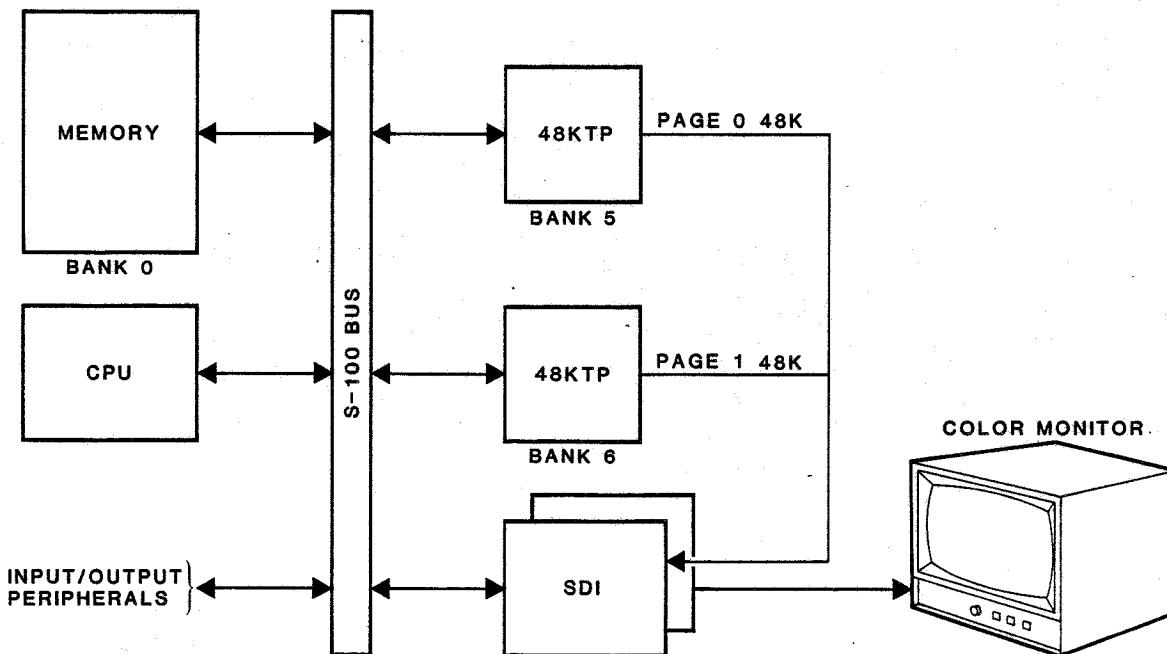 MEMORY
BANK 0
CPU
INPUT/OUTPUT
PERIPHERALS
S-100 BUS
48KTP
BANK 5
PAGE 0 48K
48KTP
BANK 6
PAGE 1 48K
SDI
COLOR MONITOR